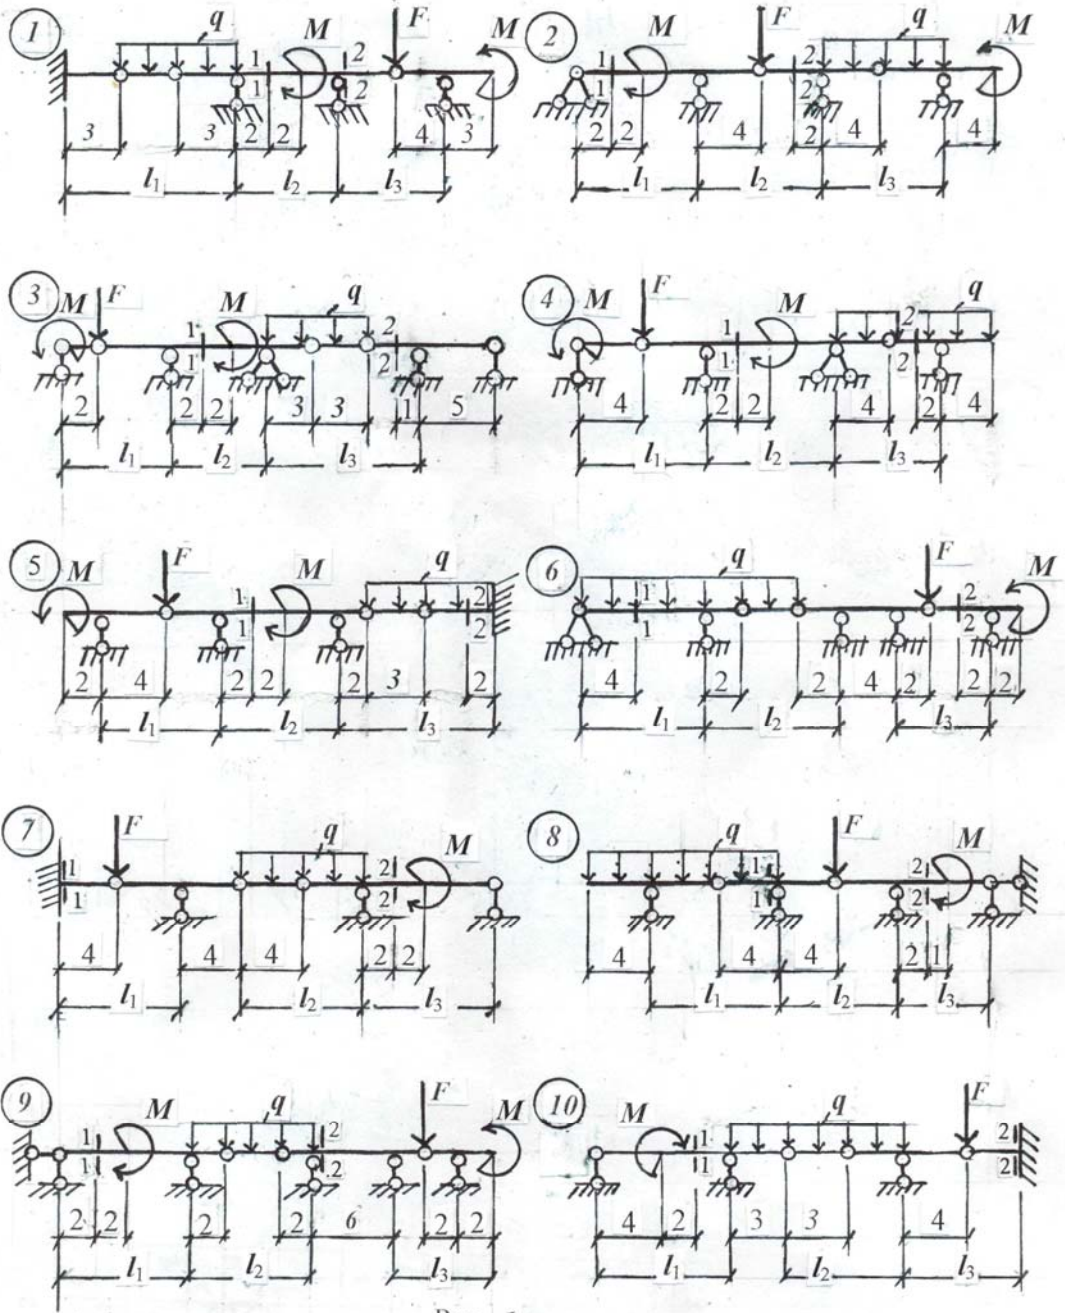 1 q M F M
1 2
1 2
3 3 2 2 4 3
l₁ l₂ l₃
2 M F q M
1 2
1 2
2 2 4 2 4 4
l₁ l₂ l₃
3 M F M q
1 2
1 2
2 2 2 3 3 1 5
l₁ l₂ l₃
4 M F M q
1 2
1 2
4 2 2 4 2 4
l₁ l₂ l₃
5 M F M q
1 2
1 2
2 4 2 2 2 3 2
l₁ l₂ l₃
6 q F M
1 2
1 2
4 2 2 4 2 2 2
l₁ l₂ l₃
7 F q M
1 2
1 2
4 4 4 2 2
l₁ l₂ l₃
8 q F M
1 2
1 2
4 4 4 2 1
l₁ l₂ l₃
9 M q F M
1 2
1 2
2 2 2 2 6 2 2
l₁ l₂ l₃
10 M q F
1 2
1 2
4 2 3 3 4
l₁ l₂ l₃